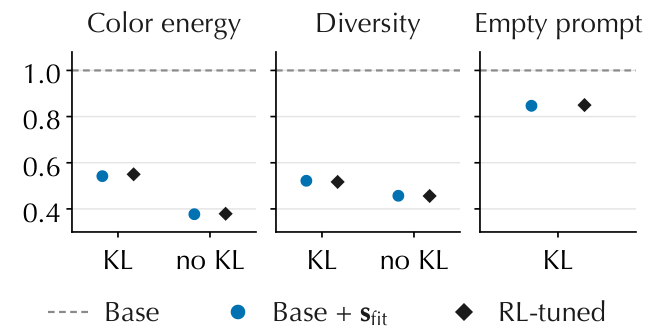 Color energy Diversity Empty prompt
1.0
0.8
0.6
0.4
KL no KL KL no KL KL
Base Base + s_fit RL-tuned